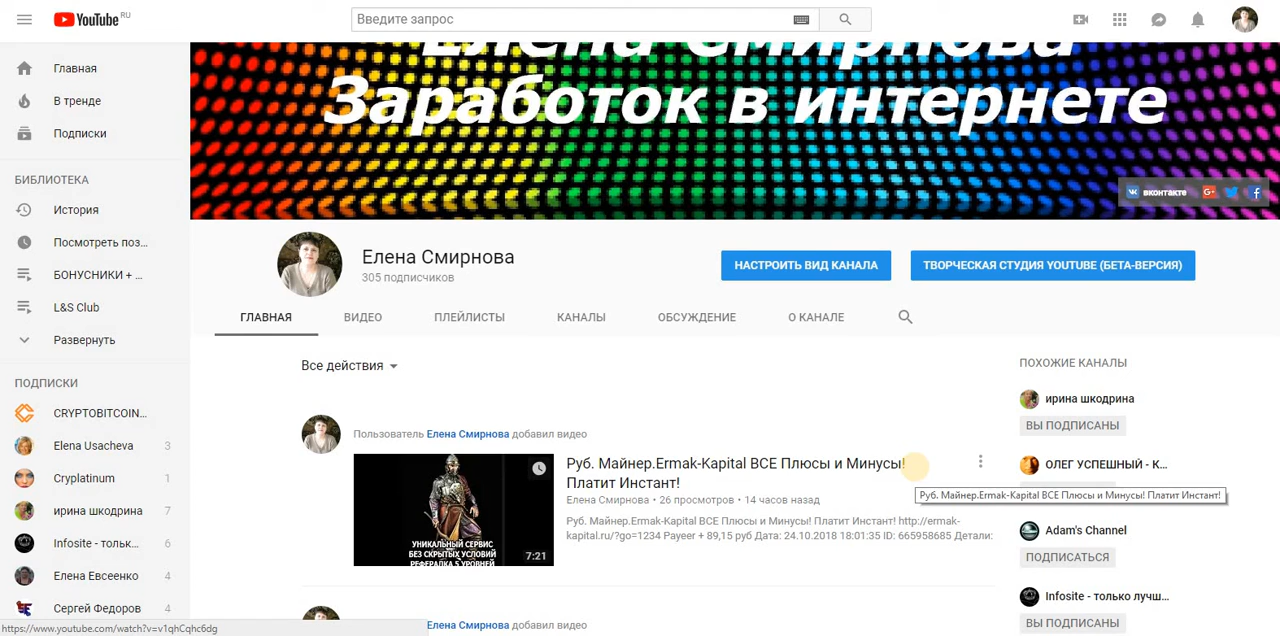 YouTube RU
Введите запрос
Елена Смирнова
Заработок в интернете
вконтакте
Главная
В тренде
Подписки
БИБЛИОТЕКА
История
Посмотреть поз...
БОНУСНИКИ + ...
L&S Club
Развернуть
ПОДПИСКИ
CRYPTOBITCOIN...
Elena Usacheva 3
Cryplatinum 1
ирина шкодрина 7
Infosite - тольк... 6
Елена Евсеенко 4
Сергей Федоров 4
https://www.youtube.com/watch?v=v1qhCqhc6dg
Елена Смирнова
305 подписчиков
НАСТРОИТЬ ВИД КАНАЛА
ТВОРЧЕСКАЯ СТУДИЯ YOUTUBE (БЕТА-ВЕРСИЯ)
ГЛАВНАЯ ВИДЕО ПЛЕЙЛИСТЫ КАНАЛЫ ОБСУЖДЕНИЕ О КАНАЛЕ
Все действия
Пользователь Елена Смирнова добавил видео
УНИКАЛЬНЫЙ СЕРВИС
БЕЗ СКРЫТЫХ УСЛОВИЙ
РЕФЕРАЛКА 5 УРОВНЕЙ
7:21
Руб. Майнер.Ermak-Kapital ВСЕ Плюсы и Минусы!
Платит Инстант!
Елена Смирнова • 26 просмотров • 14 часов назад
Руб. Майнер.Ermak-Kapital ВСЕ Плюсы и Минусы! Платит Инстант! http://ermak-
kapital.ru/?go=1234 Payeer + 89,15 руб Дата: 24.10.2018 18:01:35 ID: 665958685 Детали:
Руб. Майнер.Ermak-Kapital ВСЕ Плюсы и Минусы! Платит Инстант!
Елена Смирнова добавил видео
ПОХОЖИЕ КАНАЛЫ
ирина шкодрина
ВЫ ПОДПИСАНЫ
ОЛЕГ УСПЕШНЫЙ - К...
Adam's Channel
ПОДПИСАТЬСЯ
Infosite - только лучш...
ВЫ ПОДПИСАНЫ